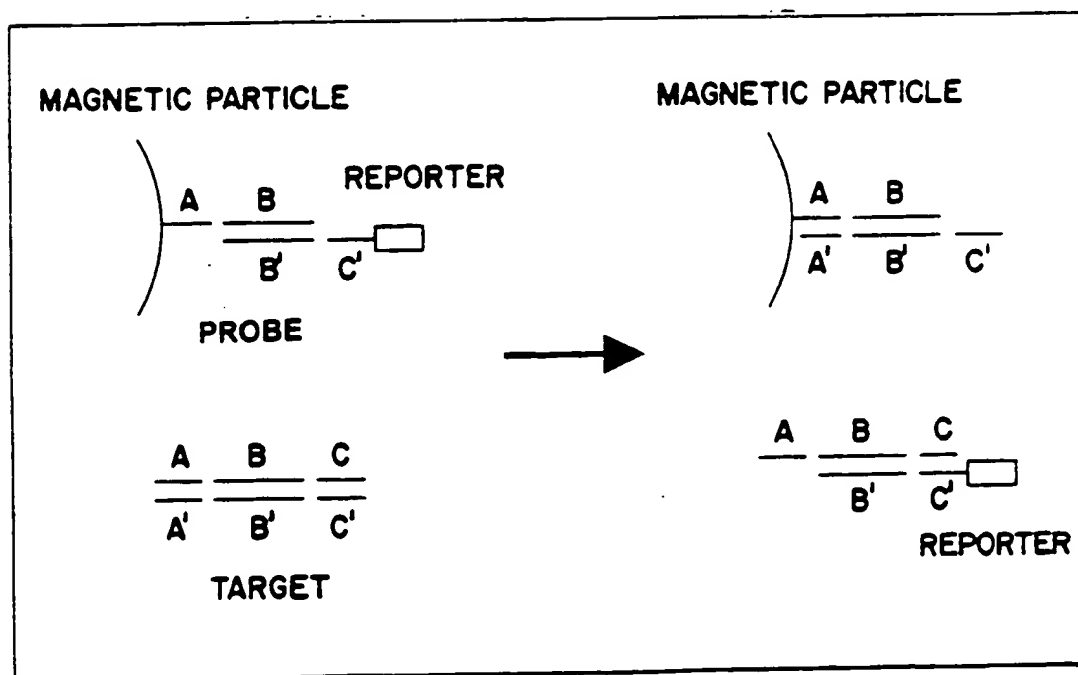 MAGNETIC PARTICLE
A B
REPORTER
B' C'
PROBE
A B C
A' B' C'
TARGET
MAGNETIC PARTICLE
A B
A' B' C'
A B C
B' C'
REPORTER